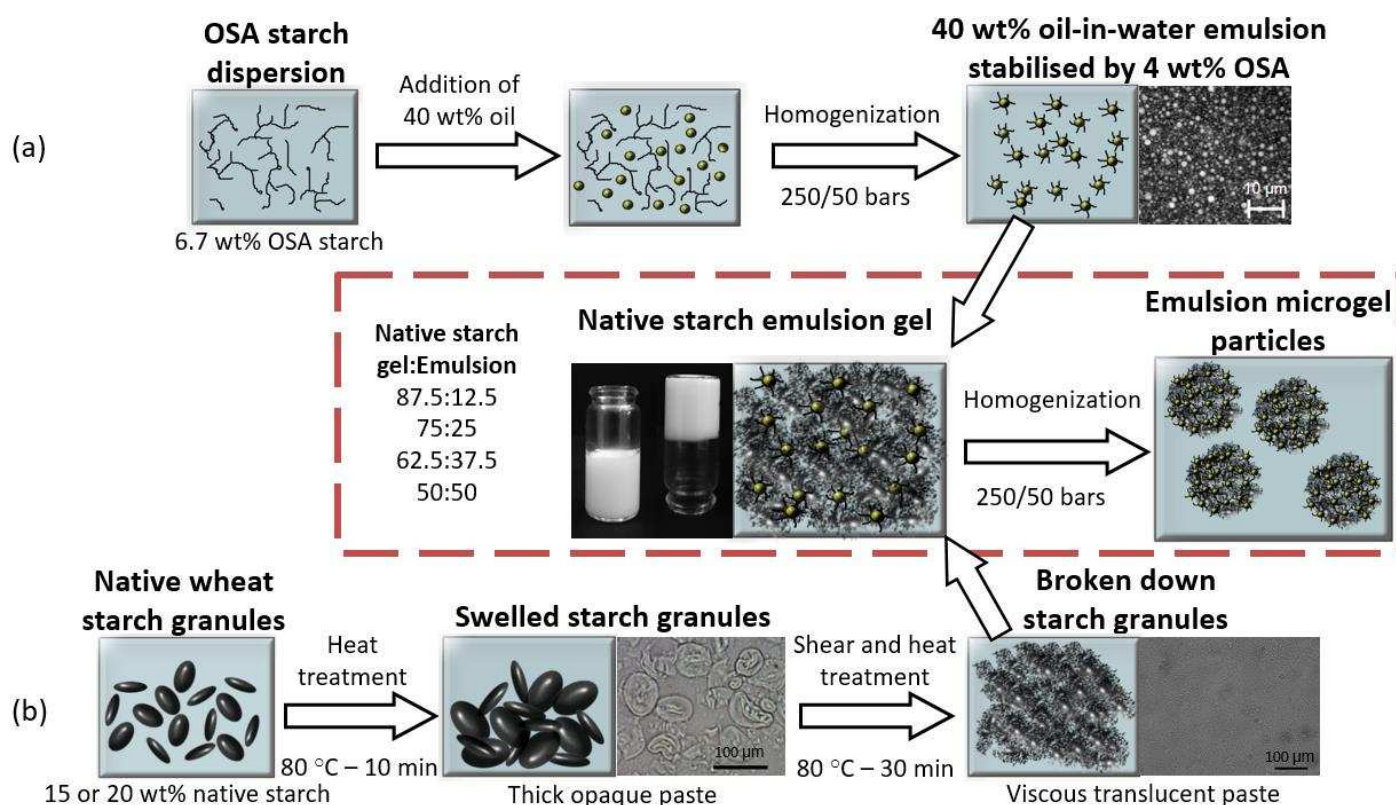 (a)
OSA starch
dispersion
6.7 wt% OSA starch
Addition of
40 wt% oil
Homogenization
250/50 bars
40 wt% oil-in-water emulsion
stabilised by 4 wt% OSA
10 µm
Native starch
gel:Emulsion
87.5:12.5
75:25
62.5:37.5
50:50
Native starch emulsion gel
Homogenization
250/50 bars
Emulsion microgel
particles
(b)
Native wheat
starch granules
15 or 20 wt% native starch
Heat
treatment
80 °C – 10 min
Swelled starch granules
100 µm
Thick opaque paste
Shear and heat
treatment
80 °C – 30 min
Broken down
starch granules
100 µm
Viscous translucent paste